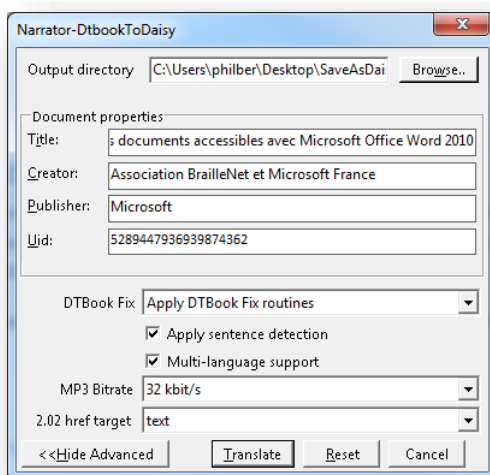 Narrator-DtbookToDaisy
Output directory C:\Users\philber\Desktop\SaveAsDai Browse..
Document properties
Title: s documents accessibles avec Microsoft Office Word 2010
Creator: Association BrailleNet et Microsoft France
Publisher: Microsoft
Uid: 5289447936939874362
DTBook Fix Apply DTBook Fix routines
Apply sentence detection
Multi-language support
MP3 Bitrate 32 kbit/s
2.02 href target text
<<Hide Advanced Translate Reset Cancel